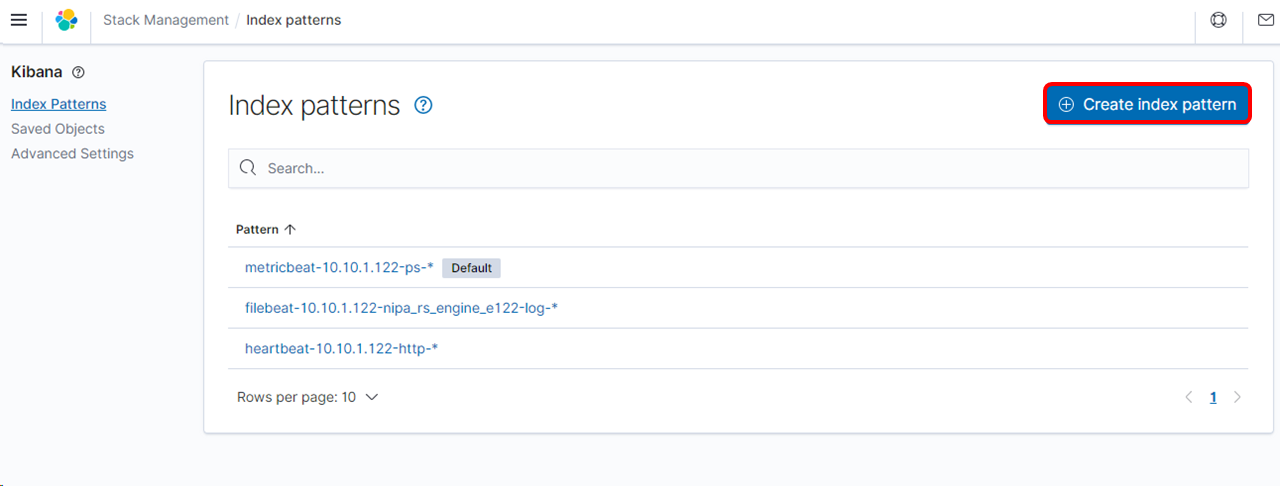 Stack Management / Index patterns
Kibana
Index Patterns
Saved Objects
Advanced Settings
Index patterns
Create index pattern
Search...
Pattern
metricbeat-10.10.1.122-ps-* Default
filebeat-10.10.1.122-nipa_rs_engine_e122-log-*
heartbeat-10.10.1.122-http-*
Rows per page: 10
1